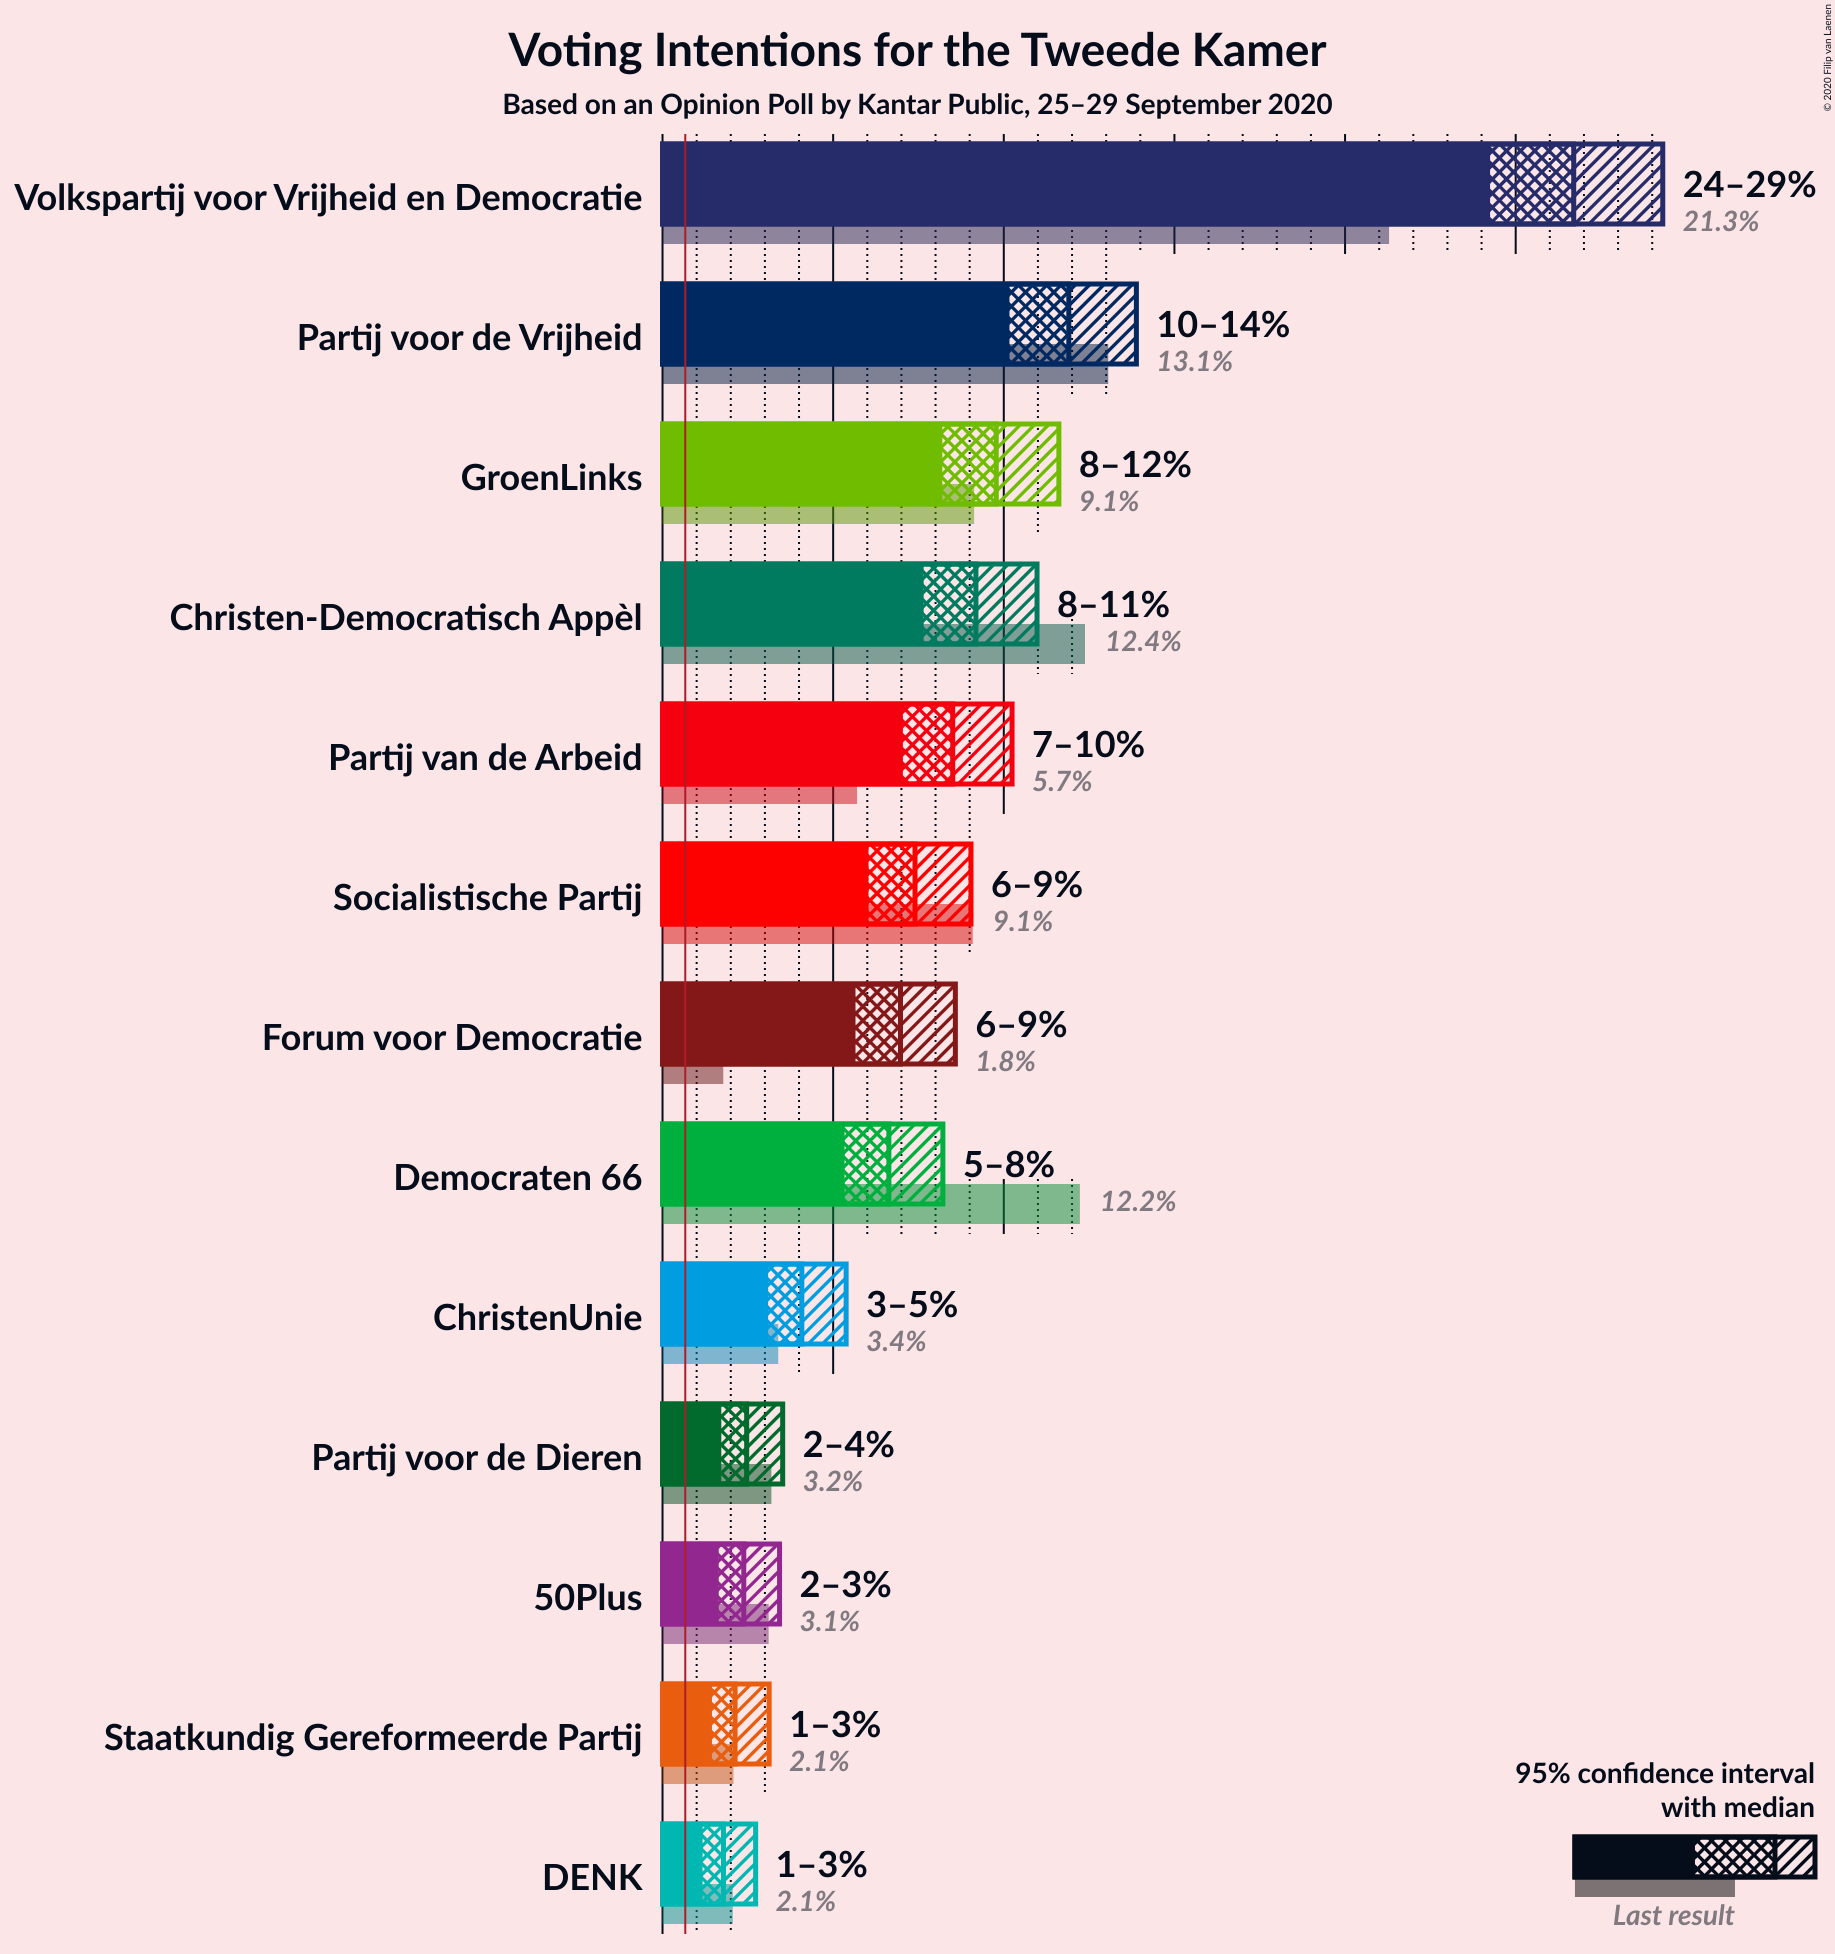 Voting Intentions for the Tweede Kamer
Based on an Opinion Poll by Kantar Public, 25–29 September 2020
© 2020 Filip van Laenen
Volkspartij voor Vrijheid en Democratie
24–29%
21.3%
Partij voor de Vrijheid
10–14%
13.1%
GroenLinks
8–12%
9.1%
Christen-Democratisch Appèl
8–11%
12.4%
Partij van de Arbeid
7–10%
5.7%
Socialistische Partij
6–9%
9.1%
Forum voor Democratie
6–9%
1.8%
Democraten 66
5–8%
12.2%
ChristenUnie
3–5%
3.4%
Partij voor de Dieren
2–4%
3.2%
50Plus
2–3%
3.1%
Staatkundig Gereformeerde Partij
1–3%
2.1%
DENK
1–3%
2.1%
95% confidence interval
with median
Last result